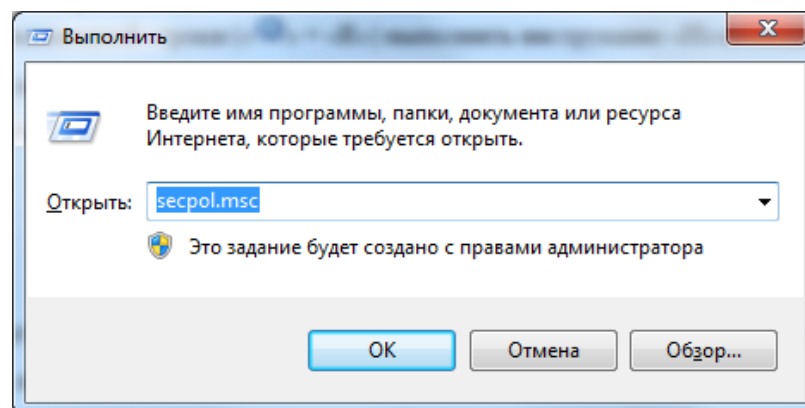 Выполнить
Введите имя программы, папки, документа или ресурса
Интернета, которые требуется открыть.
Открыть: secpol.msc
Это задание будет создано с правами администратора
ОК Отмена Обзор...